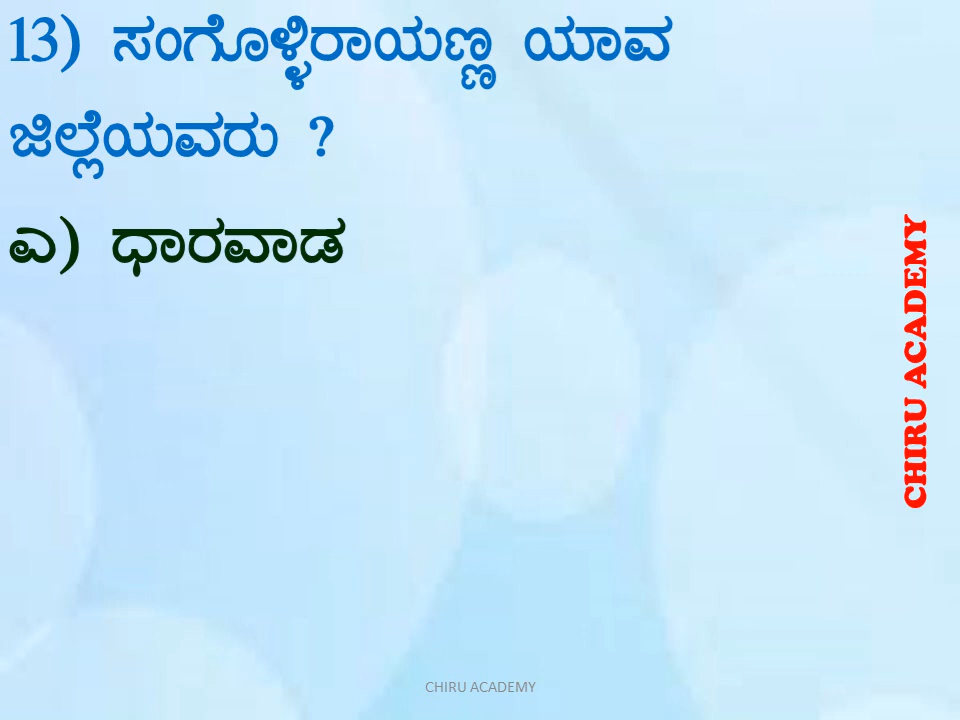 13) ಸಂಗೊಳ್ಳಿರಾಯಣ್ಣ ಯಾವ
ಜಿಲ್ಲೆಯವರು ?
ಎ) ಧಾರವಾಡ
CHIRU ACADEMY
CHIRU ACADEMY